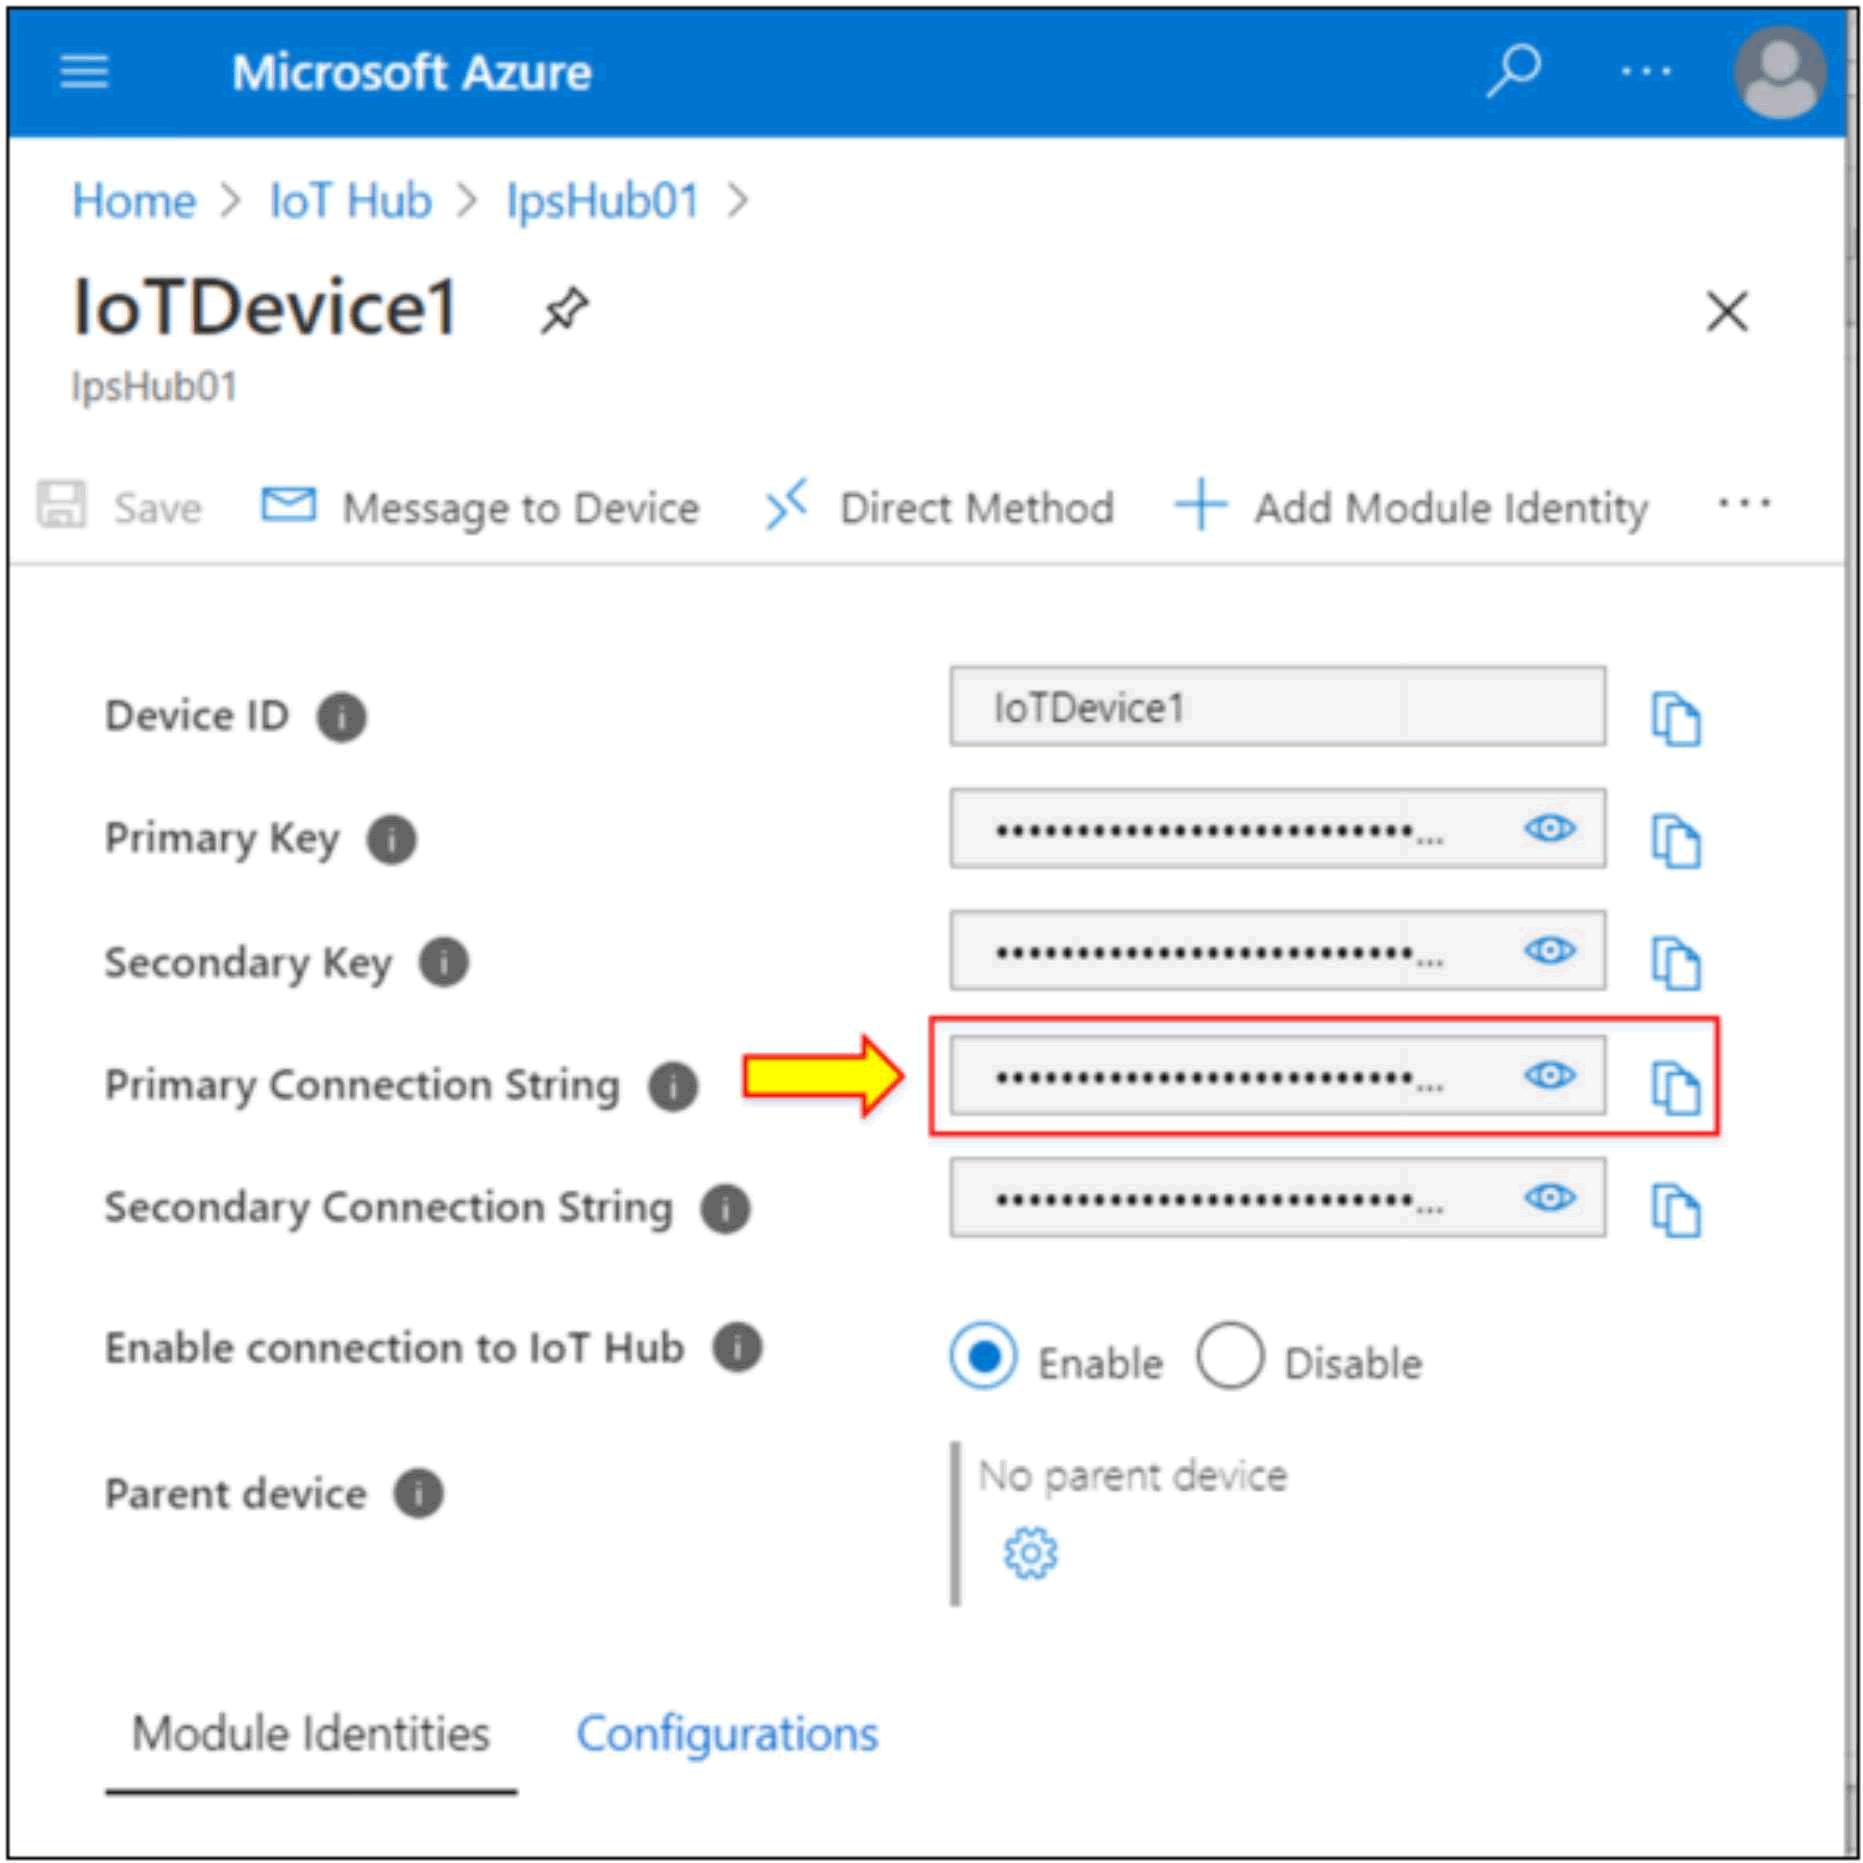 Microsoft Azure
Home > IoT Hub > IpsHub01 >
IoTDevice1
IpsHub01
Save Message to Device Direct Method Add Module Identity ...
Device ID IoTDevice1
Primary Key ••••••••••••••••••••••••••...
Secondary Key ••••••••••••••••••••••••••...
Primary Connection String ••••••••••••••••••••••••••...
Secondary Connection String ••••••••••••••••••••••••••...
Enable connection to IoT Hub Enable Disable
Parent device No parent device
Module Identities Configurations